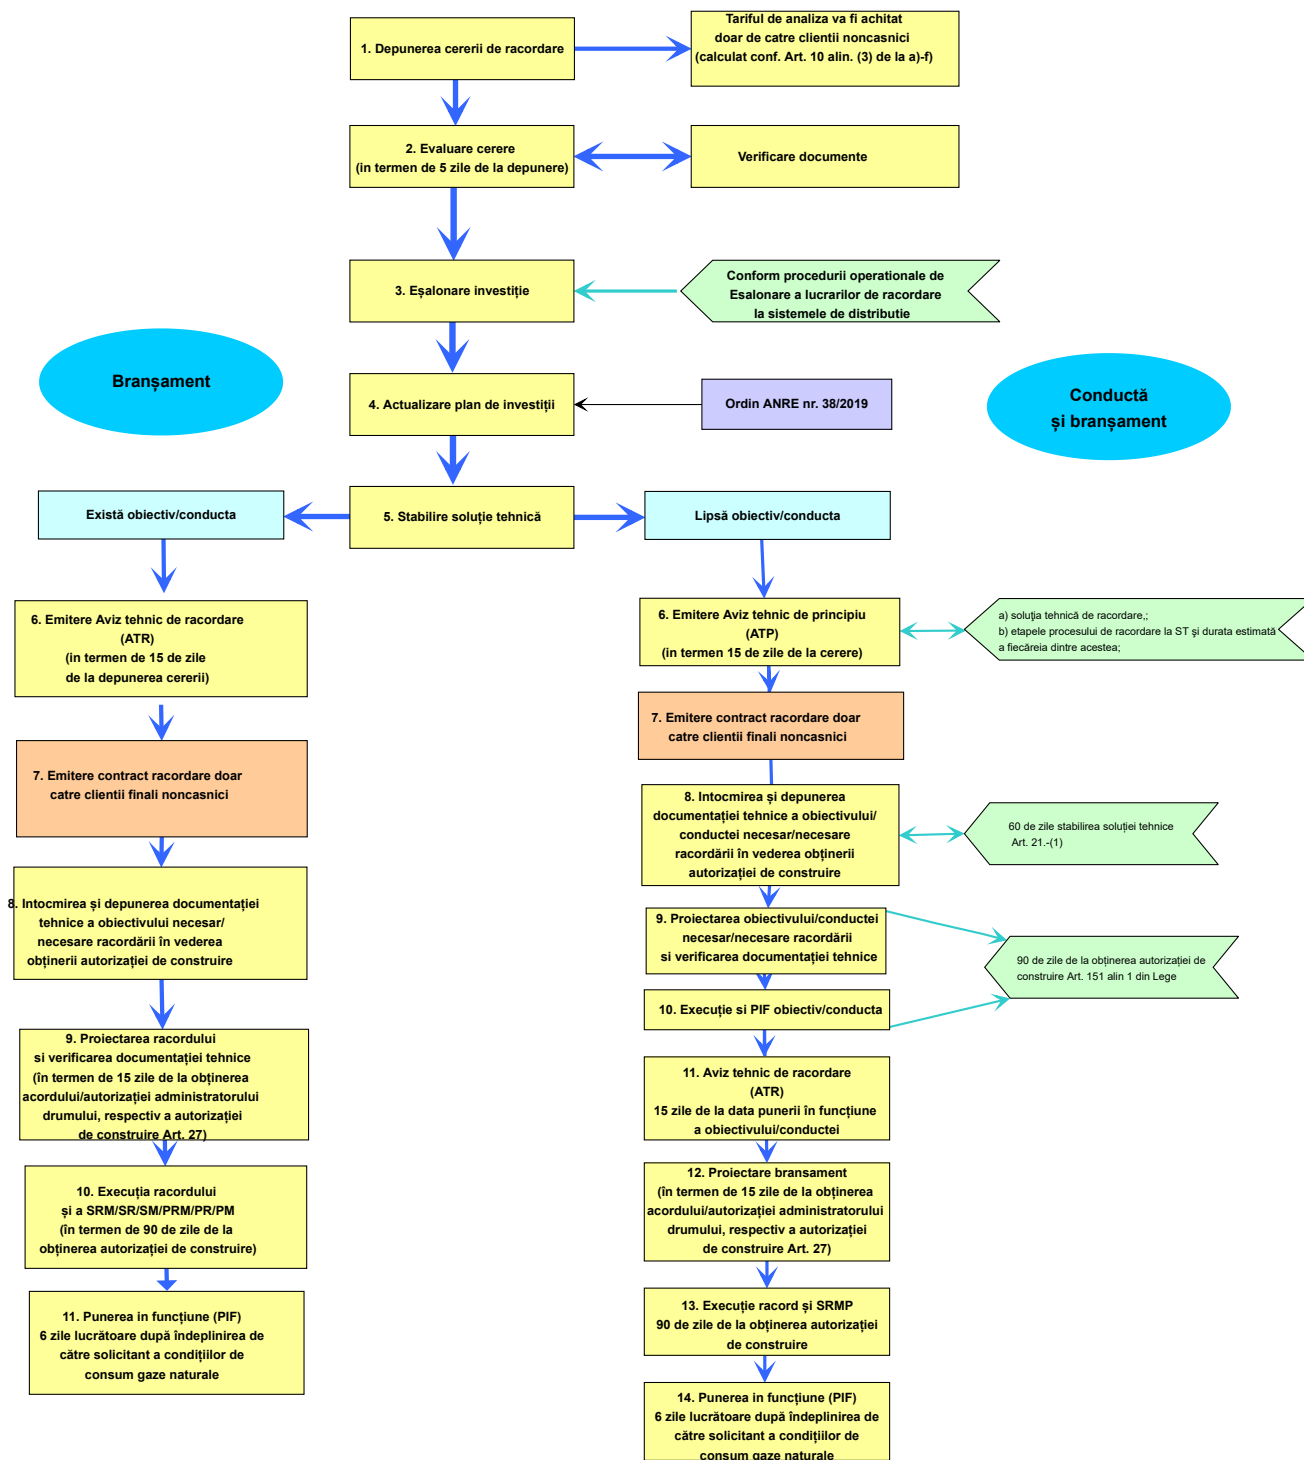 1. Depunerea cererii de racordare
Tariful de analiza va fi achitat
doar de catre clientii noncasnici
(calculat conf. Art. 10 alin. (3) de la a)-f)
2. Evaluare cerere
(in termen de 5 zile de la depunere)
Verificare documente
3. Eșalonare investiție
Conform procedurii operationale de
Esalonare a lucrarilor de racordare
la sistemele de distributie
Branșament
Conductă
și branșament
4. Actualizare plan de investiții
Ordin ANRE nr. 38/2019
Există obiectiv/conducta
5. Stabilire soluție tehnică
Lipsă obiectiv/conducta
6. Emitere Aviz tehnic de racordare
(ATR)
(in termen de 15 de zile
de la depunerea cererii)
7. Emitere contract racordare doar
catre clientii finali noncasnici
8. Intocmirea și depunerea documentației
tehnice a obiectivului necesar/
necesare racordării în vederea
obținerii autorizației de construire
9. Proiectarea racordului
si verificarea documentației tehnice
(în termen de 15 zile de la obținerea
acordului/autorizației administratorului
drumului, respectiv a autorizației
de construire Art. 27)
10. Execuția racordului
și a SRM/SR/SM/PRM/PR/PM
(în termen de 90 de zile de la
obținerea autorizației de construire)
11. Punerea in funcțiune (PIF)
6 zile lucrătoare după îndeplinirea de
către solicitant a condițiilor de
consum gaze naturale
6. Emitere Aviz tehnic de principiu
(ATP)
(in termen 15 de zile de la cerere)
a) soluţia tehnică de racordare,;
b) etapele procesului de racordare la ST şi durata estimată
a fiecăreia dintre acestea;
7. Emitere contract racordare doar
catre clientii finali noncasnici
8. Intocmirea și depunerea
documentației tehnice a obiectivului/
conductei necesar/necesare
racordării în vederea obținerii
autorizației de construire
60 de zile stabilirea soluției tehnice
Art. 21.-(1)
9. Proiectarea obiectivului/conductei
necesar/necesare racordării
si verificarea documentației tehnice
90 de zile de la obținerea autorizației de
construire Art. 151 alin 1 din Lege
10. Execuție si PIF obiectiv/conducta
11. Aviz tehnic de racordare
(ATR)
15 zile de la data punerii în funcțiune
a obiectivului/conductei
12. Proiectare bransament
(în termen de 15 zile de la obținerea
acordului/autorizației administratorului
drumului, respectiv a autorizației
de construire Art. 27)
13. Execuție racord și SRMP
90 de zile de la obținerea autorizației
de construire
14. Punerea in funcțiune (PIF)
6 zile lucrătoare după îndeplinirea de
către solicitant a condițiilor de
consum gaze naturale